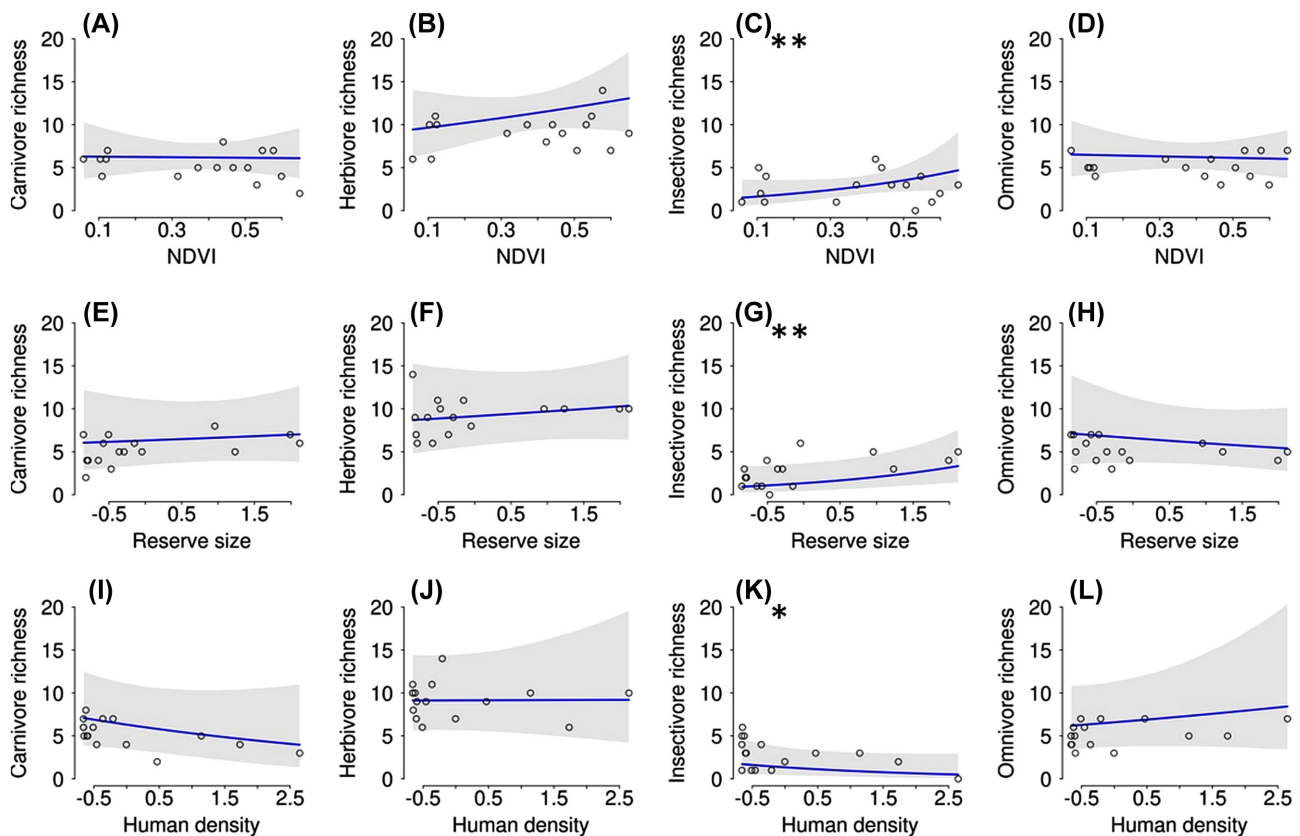 (A) (B) (C) ** (D)
20 20 20 20
15 15 15 15
10 10 10 10
5 5 5 5
0 0 0 0
Carnivore richness Herbivore richness Insectivore richness Omnivore richness
0.1 0.3 0.5 0.1 0.5 0.1 0.5 0.1 0.5
NDVI NDVI NDVI NDVI
(E) (F) (G) ** (H)
20 20 20 20
15 15 15 15
10 10 10 10
5 5 5 5
0 0 0 0
Carnivore richness Herbivore richness Insectivore richness Omnivore richness
-0.5 0.5 1.5 -0.5 0.5 1.5 -0.5 0.5 1.5 -0.5 0.5 1.5
Reserve size Reserve size Reserve size Reserve size
(I) (J) (K) * (L)
20 20 20 20
15 15 15 15
10 10 10 10
5 5 5 5
0 0 0 0
Carnivore richness Herbivore richness Insectivore richness Omnivore richness
-0.5 0.5 1.5 2.5 -0.5 0.5 1.5 2.5 -0.5 0.5 1.5 2.5 -0.5 0.5 1.5 2.5
Human density Human density Human density Human density